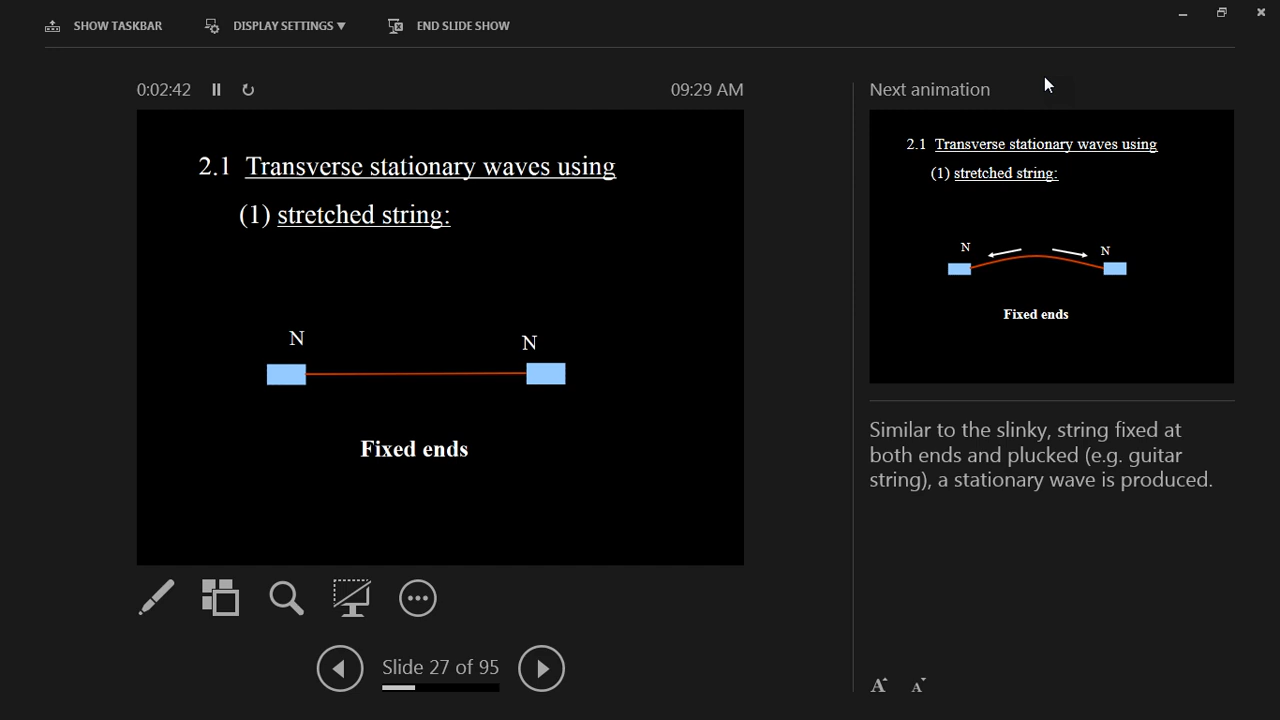 SHOW TASKBAR
DISPLAY SETTINGS ▼
END SLIDE SHOW
0:02:42
09:29 AM
2.1 Transverse stationary waves using
(1) stretched string:
N
N
Fixed ends
Slide 27 of 95
Next animation
2.1 Transverse stationary waves using
(1) stretched string:
N
N
Fixed ends
Similar to the slinky, string fixed at
both ends and plucked (e.g. guitar
string), a stationary wave is produced.
A A